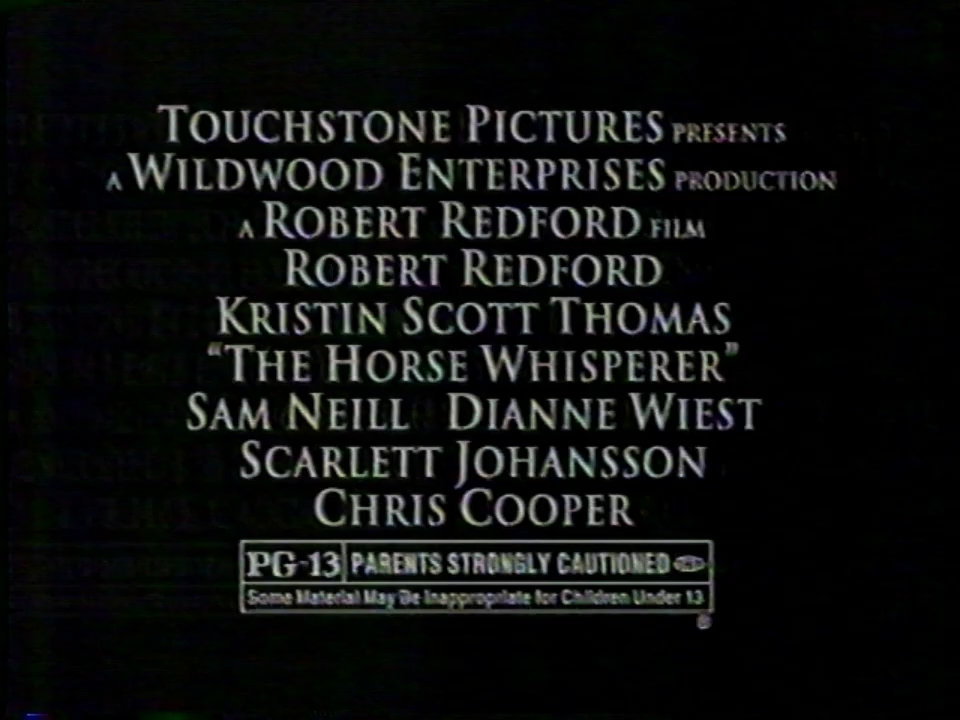 TOUCHSTONE PICTURES PRESENTS
A WILDWOOD ENTERPRISES PRODUCTION
A ROBERT REDFORD FILM
ROBERT REDFORD
KRISTIN SCOTT THOMAS
"THE HORSE WHISPERER"
SAM NEILL DIANNE WIEST
SCARLETT JOHANSSON
CHRIS COOPER
PG-13 PARENTS STRONGLY CAUTIONED
Some Material May Be Inappropriate for Children Under 13
®